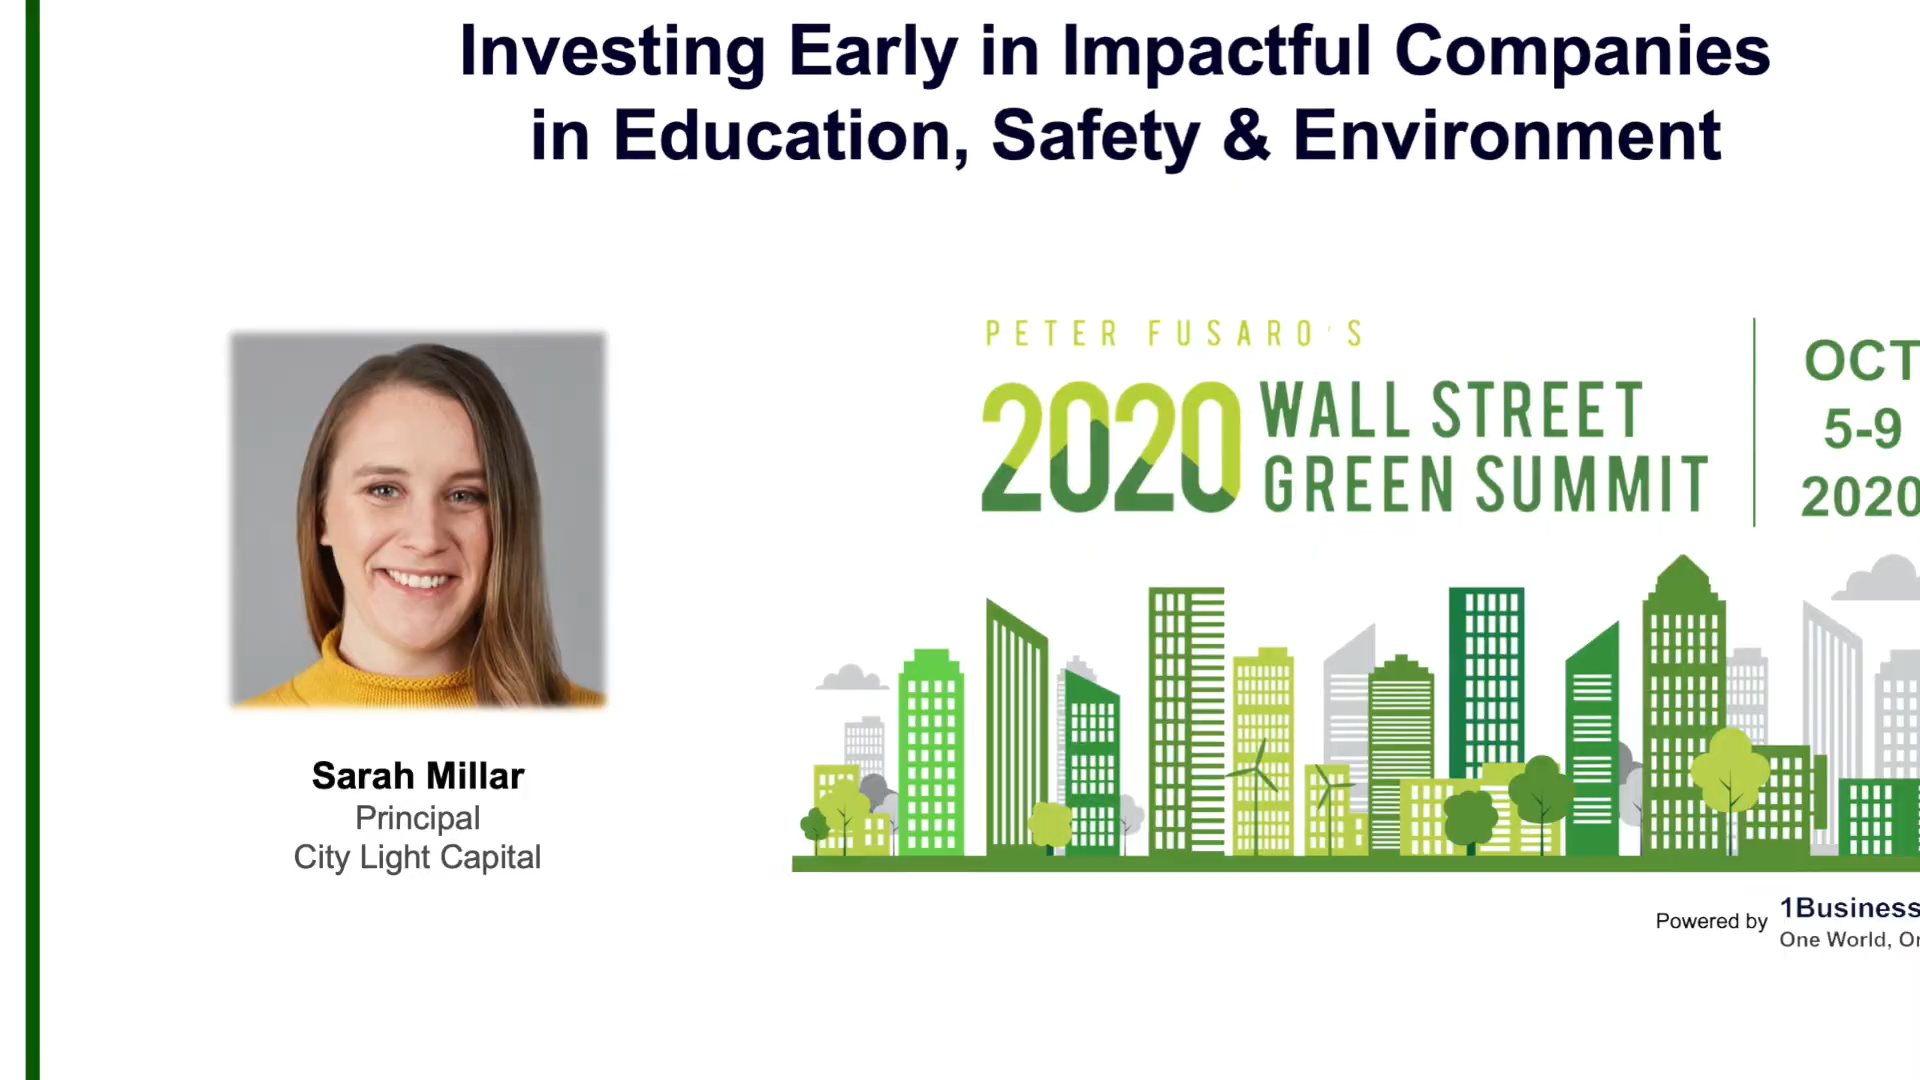 Investing Early in Impactful Companies
in Education, Safety & Environment
PETER FUSARO'S
2020 WALL STREET
GREEN SUMMIT
OCT
5-9
2020
Sarah Millar
Principal
City Light Capital
Powered by 1Business
One World,